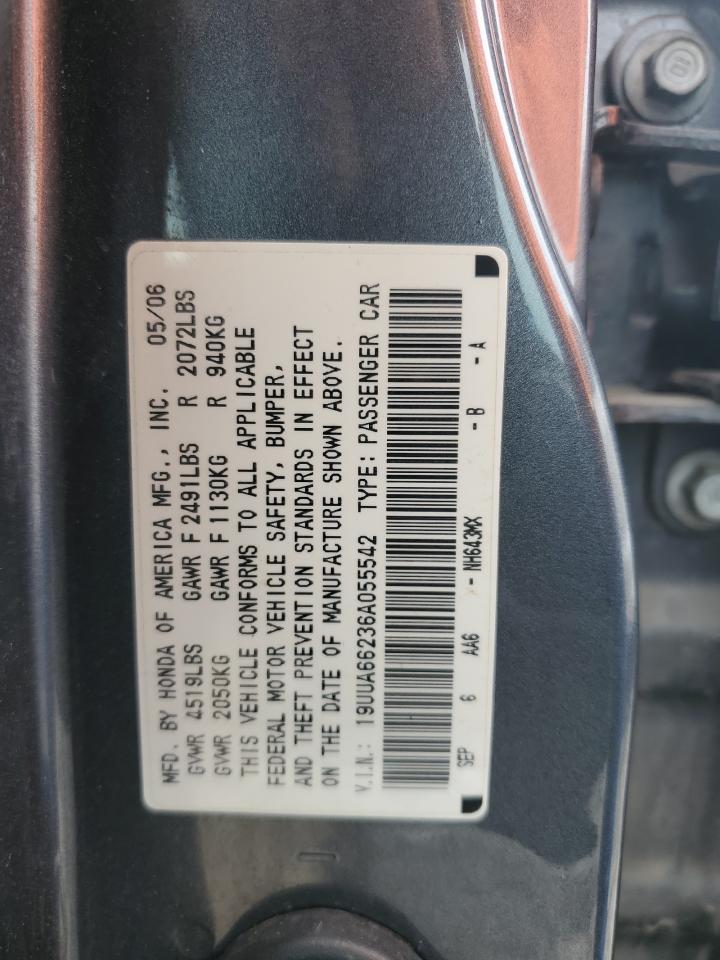 MFD. BY HONDA OF AMERICA MFG., INC. 05/06
GVWR 4519LBS GAWR F 2491LBS R 2072LBS
GVWR 2050KG GAWR F 1130KG R 940KG
THIS VEHICLE CONFORMS TO ALL APPLICABLE
FEDERAL MOTOR VEHICLE SAFETY, BUMPER,
AND THEFT PREVENTION STANDARDS IN EFFECT
ON THE DATE OF MANUFACTURE SHOWN ABOVE.
V.I.N.: 19UUA66236A055542 TYPE: PASSENGER CAR
SEP 6 AA6 - NH643MX - B - A